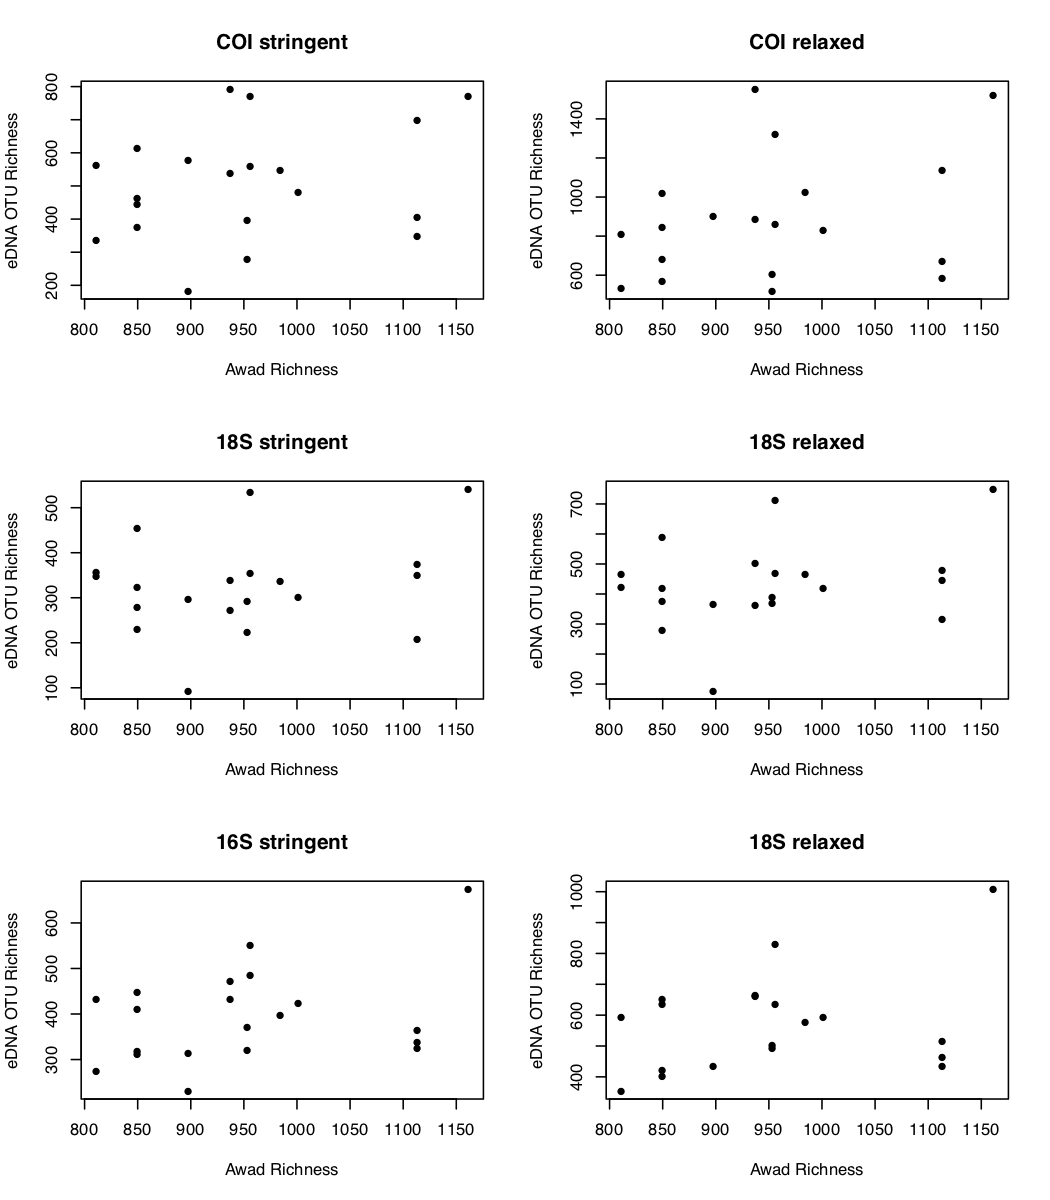 COI stringent
eDNA OTU Richness
200 400 600 800
800 850 900 950 1000 1050 1100 1150
Awad Richness
COI relaxed
eDNA OTU Richness
600 1000 1400
800 850 900 950 1000 1050 1100 1150
Awad Richness
18S stringent
eDNA OTU Richness
100 200 300 400 500
800 850 900 950 1000 1050 1100 1150
Awad Richness
18S relaxed
eDNA OTU Richness
100 300 500 700
800 850 900 950 1000 1050 1100 1150
Awad Richness
16S stringent
eDNA OTU Richness
300 400 500 600
800 850 900 950 1000 1050 1100 1150
Awad Richness
18S relaxed
eDNA OTU Richness
400 600 800 1000
800 850 900 950 1000 1050 1100 1150
Awad Richness